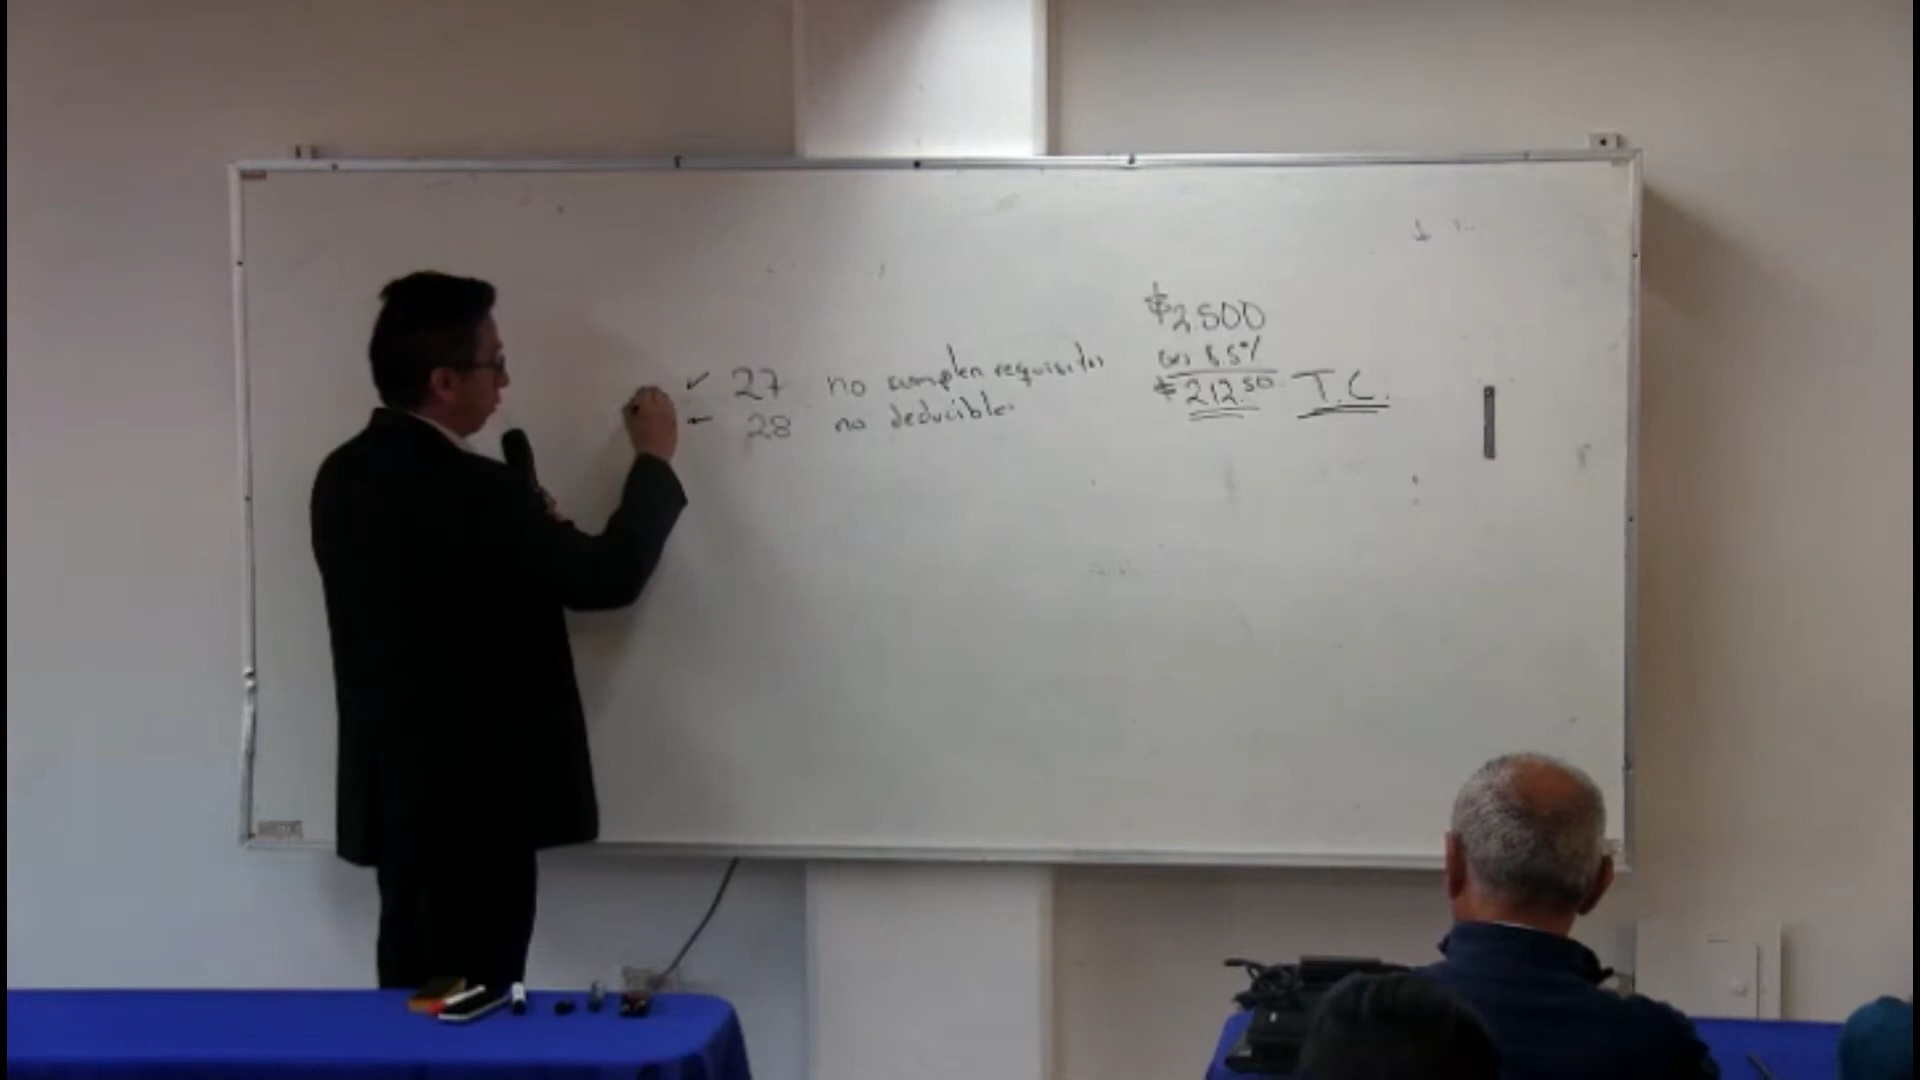 27 no cumplen requisitos
28 no deducibles
$2.500
8.5%
$212.50 T.C.